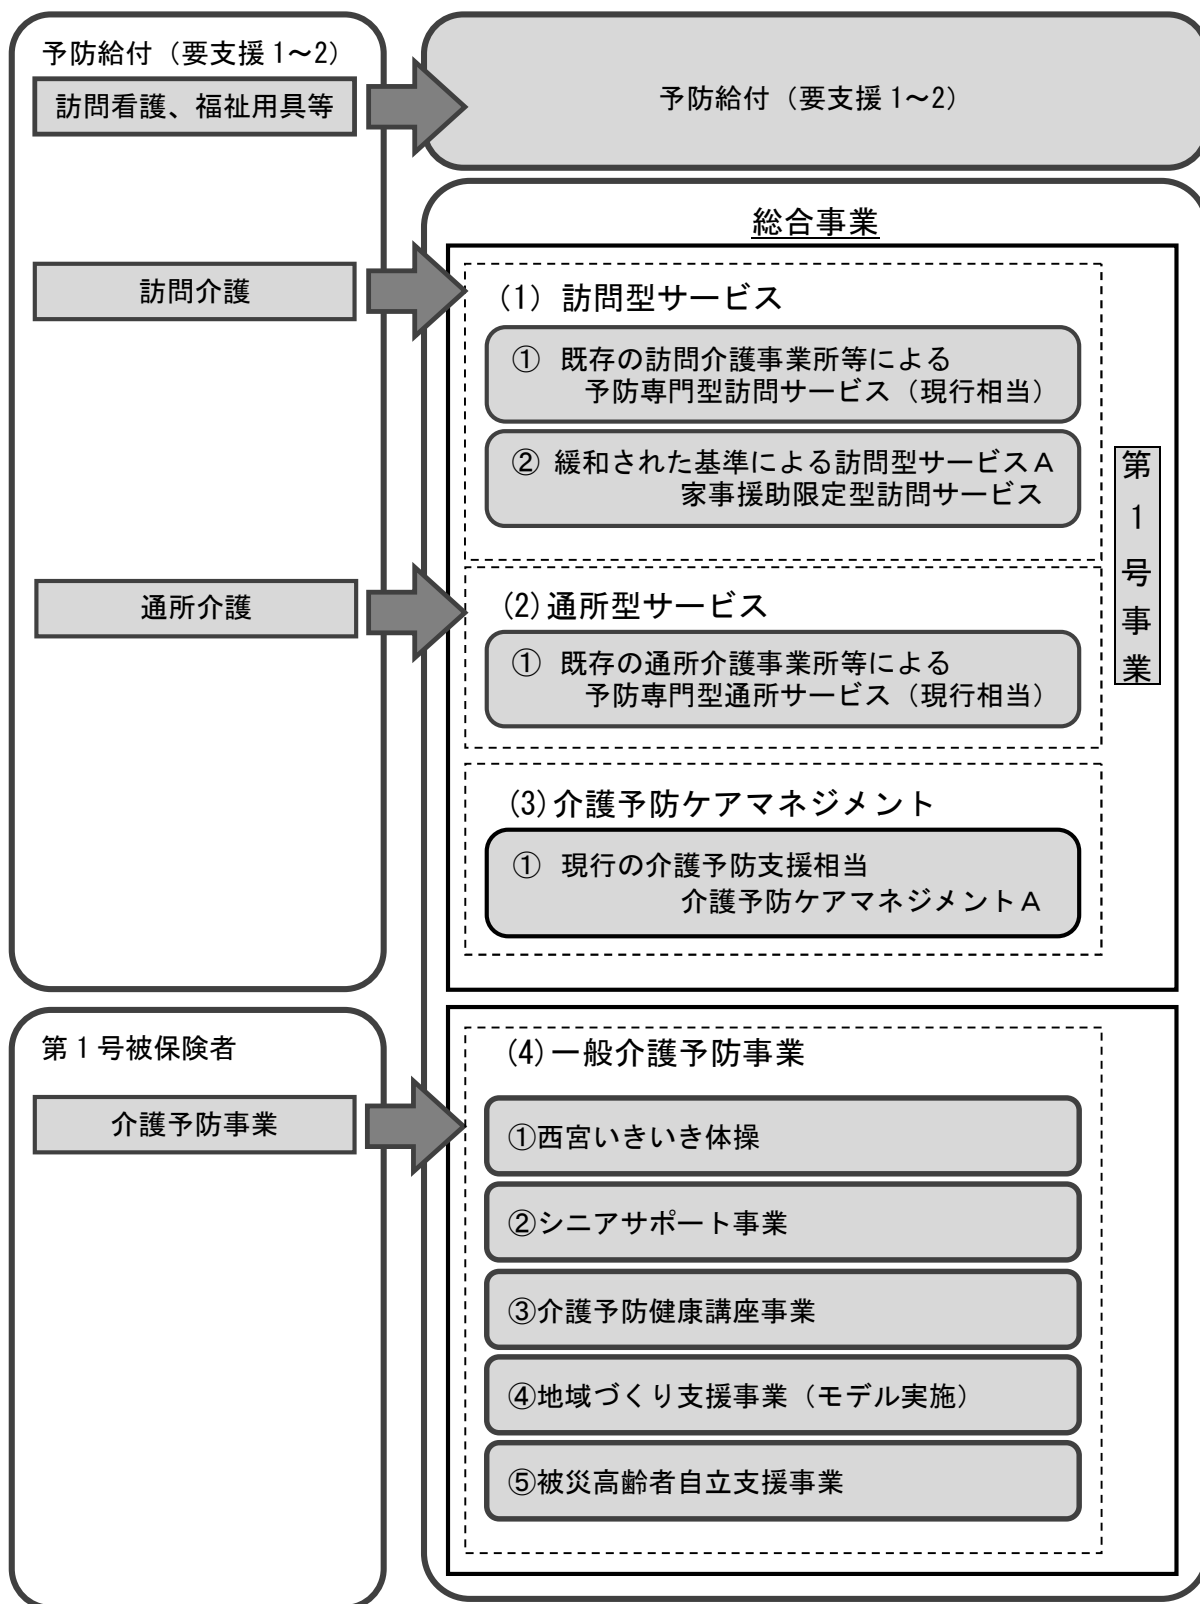 予防給付（要支援1～2）
訪問看護、福祉用具等
予防給付（要支援1～2）
総合事業
訪問介護
(1) 訪問型サービス
① 既存の訪問介護事業所等による
予防専門型訪問サービス（現行相当）
② 緩和された基準による訪問型サービスＡ
家事援助限定型訪問サービス
第1号事業
通所介護
(2)通所型サービス
① 既存の通所介護事業所等による
予防専門型通所サービス（現行相当）
(3)介護予防ケアマネジメント
① 現行の介護予防支援相当
介護予防ケアマネジメントＡ
第1号被保険者
介護予防事業
(4)一般介護予防事業
①西宮いきいき体操
②シニアサポート事業
③介護予防健康講座事業
④地域づくり支援事業（モデル実施）
⑤被災高齢者自立支援事業